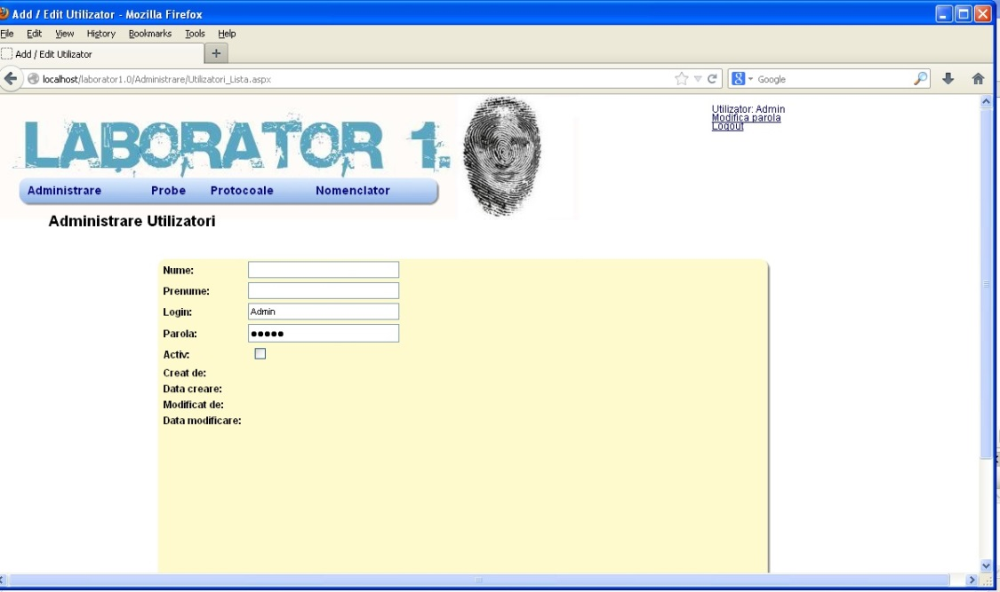 Add / Edit Utilizator - Mozilla Firefox
File Edit View History Bookmarks Tools Help
Add / Edit Utilizator
+
localhost/laborator1.0/Administrare/Utilizatori_Lista.aspx
8 Google
LABORATOR 1.
Utilizator: Admin
Modifica parola
Logout
Administrare Probe Protocoale Nomenclator
Administrare Utilizatori
Nume:
Prenume:
Login: Admin
Parola: •••••
Activ:
Creat de:
Data creare:
Modificat de:
Data modificare: